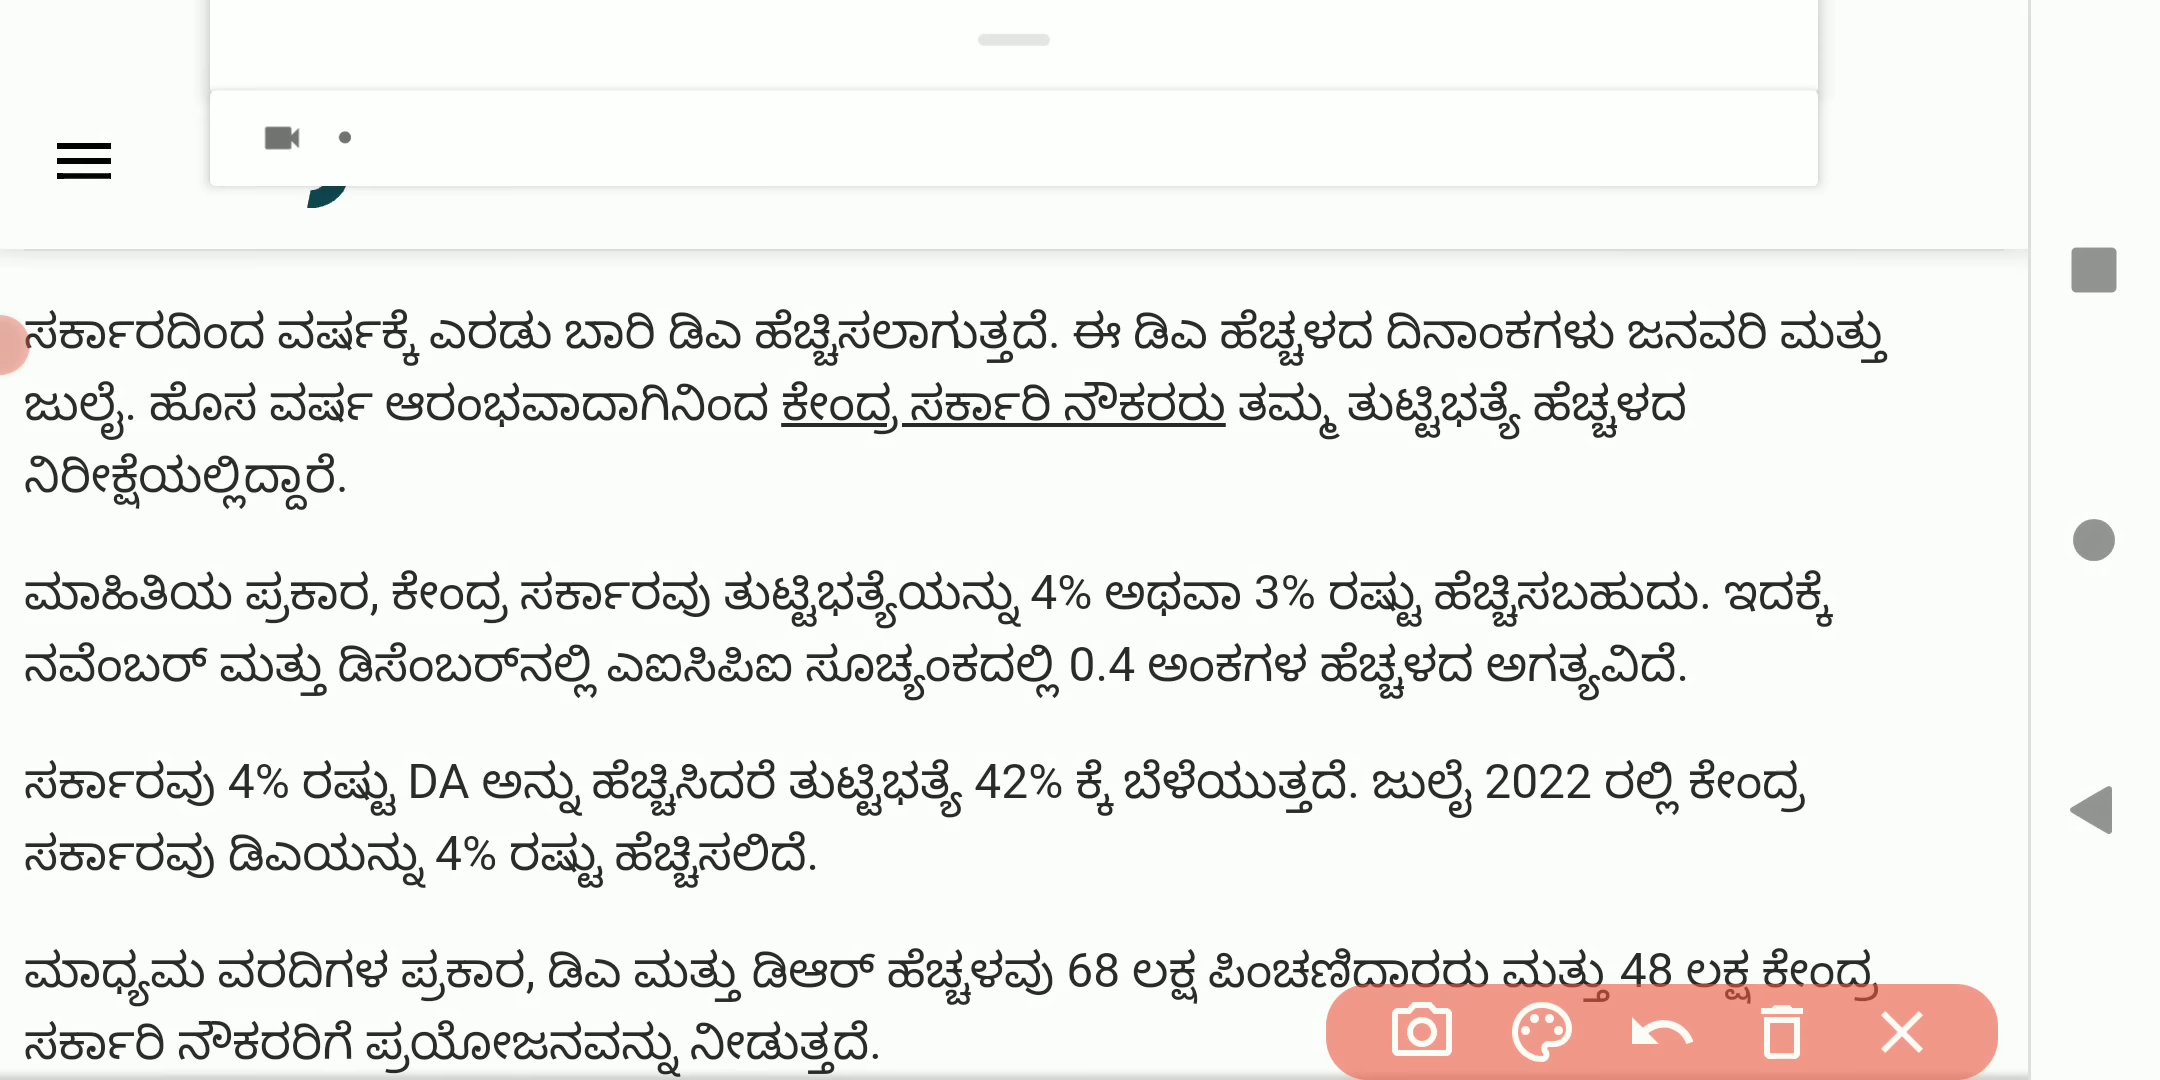 ಸರ್ಕಾರದಿಂದ ವರ್ಷಕ್ಕೆ ಎರಡು ಬಾರಿ ಡಿಎ ಹೆಚ್ಚಿಸಲಾಗುತ್ತದೆ. ಈ ಡಿಎ ಹೆಚ್ಚಳದ ದಿನಾಂಕಗಳು ಜನವರಿ ಮತ್ತು
ಜುಲೈ. ಹೊಸ ವರ್ಷ ಆರಂಭವಾದಾಗಿನಿಂದ ಕೇಂದ್ರ ಸರ್ಕಾರಿ ನೌಕರರು ತಮ್ಮ ತುಟ್ಟಿಭತ್ಯೆ ಹೆಚ್ಚಳದ
ನಿರೀಕ್ಷೆಯಲ್ಲಿದ್ದಾರೆ.
ಮಾಹಿತಿಯ ಪ್ರಕಾರ, ಕೇಂದ್ರ ಸರ್ಕಾರವು ತುಟ್ಟಿಭತ್ಯೆಯನ್ನು 4% ಅಥವಾ 3% ರಷ್ಟು ಹೆಚ್ಚಿಸಬಹುದು. ಇದಕ್ಕೆ
ನವೆಂಬರ್ ಮತ್ತು ಡಿಸೆಂಬರ್‌ನಲ್ಲಿ ಎಐಸಿಪಿಐ ಸೂಚ್ಯಂಕದಲ್ಲಿ 0.4 ಅಂಕಗಳ ಹೆಚ್ಚಳದ ಅಗತ್ಯವಿದೆ.
ಸರ್ಕಾರವು 4% ರಷ್ಟು DA ಅನ್ನು ಹೆಚ್ಚಿಸಿದರೆ ತುಟ್ಟಿಭತ್ಯೆ 42% ಕ್ಕೆ ಬೆಳೆಯುತ್ತದೆ. ಜುಲೈ 2022 ರಲ್ಲಿ ಕೇಂದ್ರ
ಸರ್ಕಾರವು ಡಿಎಯನ್ನು 4% ರಷ್ಟು ಹೆಚ್ಚಿಸಲಿದೆ.
ಮಾಧ್ಯಮ ವರದಿಗಳ ಪ್ರಕಾರ, ಡಿಎ ಮತ್ತು ಡಿಆರ್ ಹೆಚ್ಚಳವು 68 ಲಕ್ಷ ಪಿಂಚಣಿದಾರರು ಮತ್ತು 48 ಲಕ್ಷ ಕೇಂದ್ರ
ಸರ್ಕಾರಿ ನೌಕರರಿಗೆ ಪ್ರಯೋಜನವನ್ನು ನೀಡುತ್ತದೆ.